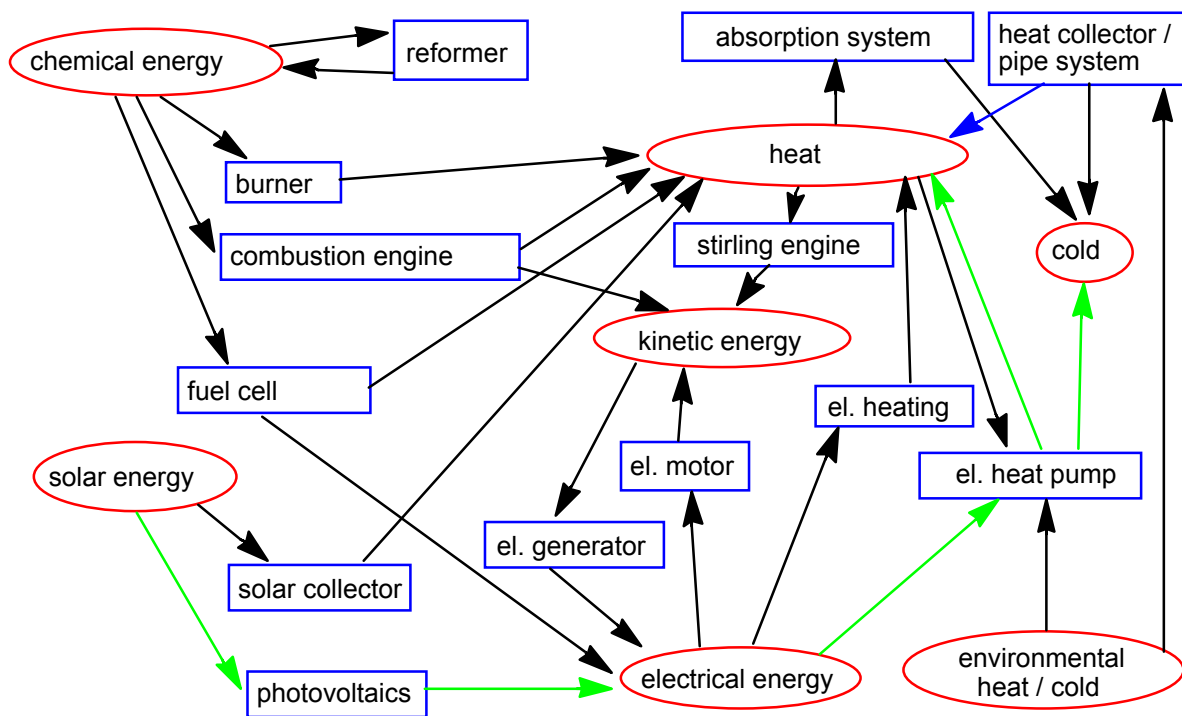 chemical energy
reformer
absorption system
heat collector /
pipe system
burner
heat
combustion engine
stirling engine
cold
kinetic energy
fuel cell
el. heating
solar energy
el. motor
el. heat pump
el. generator
solar collector
photovoltaics
electrical energy
environmental
heat / cold